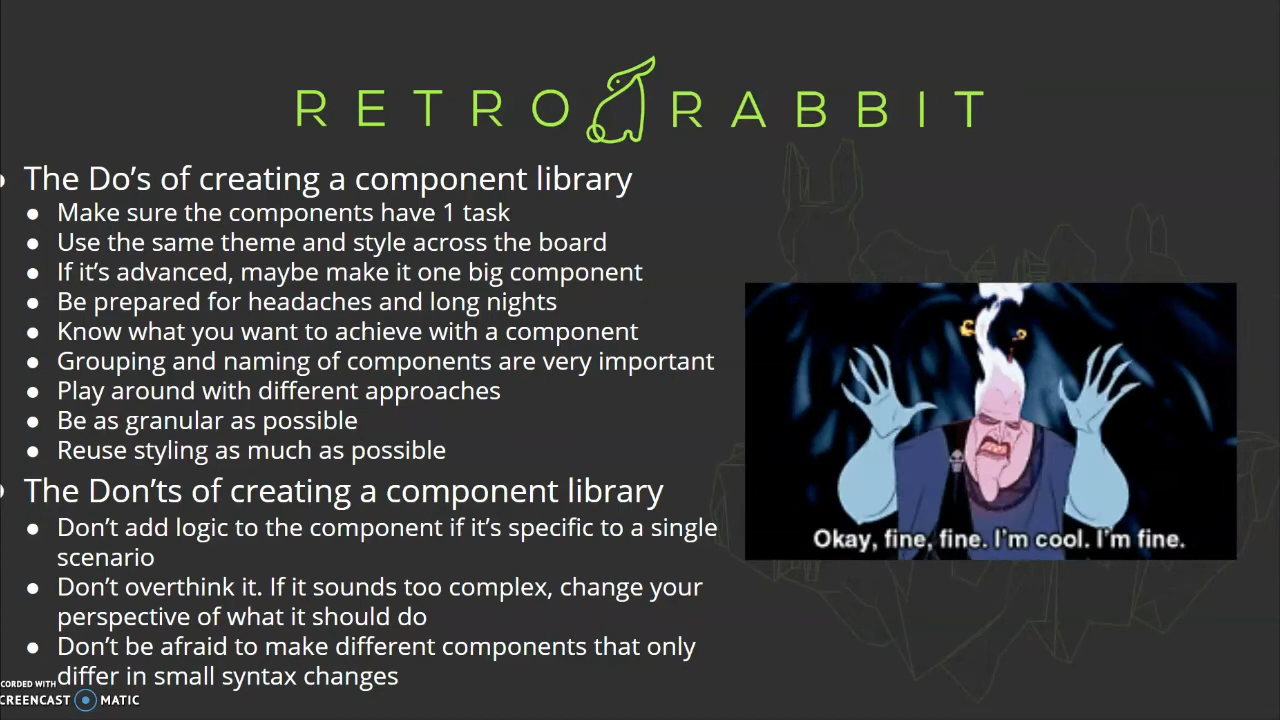 RETRO RABBIT
The Do’s of creating a component library
Make sure the components have 1 task
Use the same theme and style across the board
If it’s advanced, maybe make it one big component
Be prepared for headaches and long nights
Know what you want to achieve with a component
Grouping and naming of components are very important
Play around with different approaches
Be as granular as possible
Reuse styling as much as possible
The Don’ts of creating a component library
Don’t add logic to the component if it’s specific to a single
scenario
Don’t overthink it. If it sounds too complex, change your
perspective of what it should do
Don’t be afraid to make different components that only
differ in small syntax changes
Okay, fine, fine. I'm cool. I'm fine.
CORDED WITH
CREENCAST MATIC